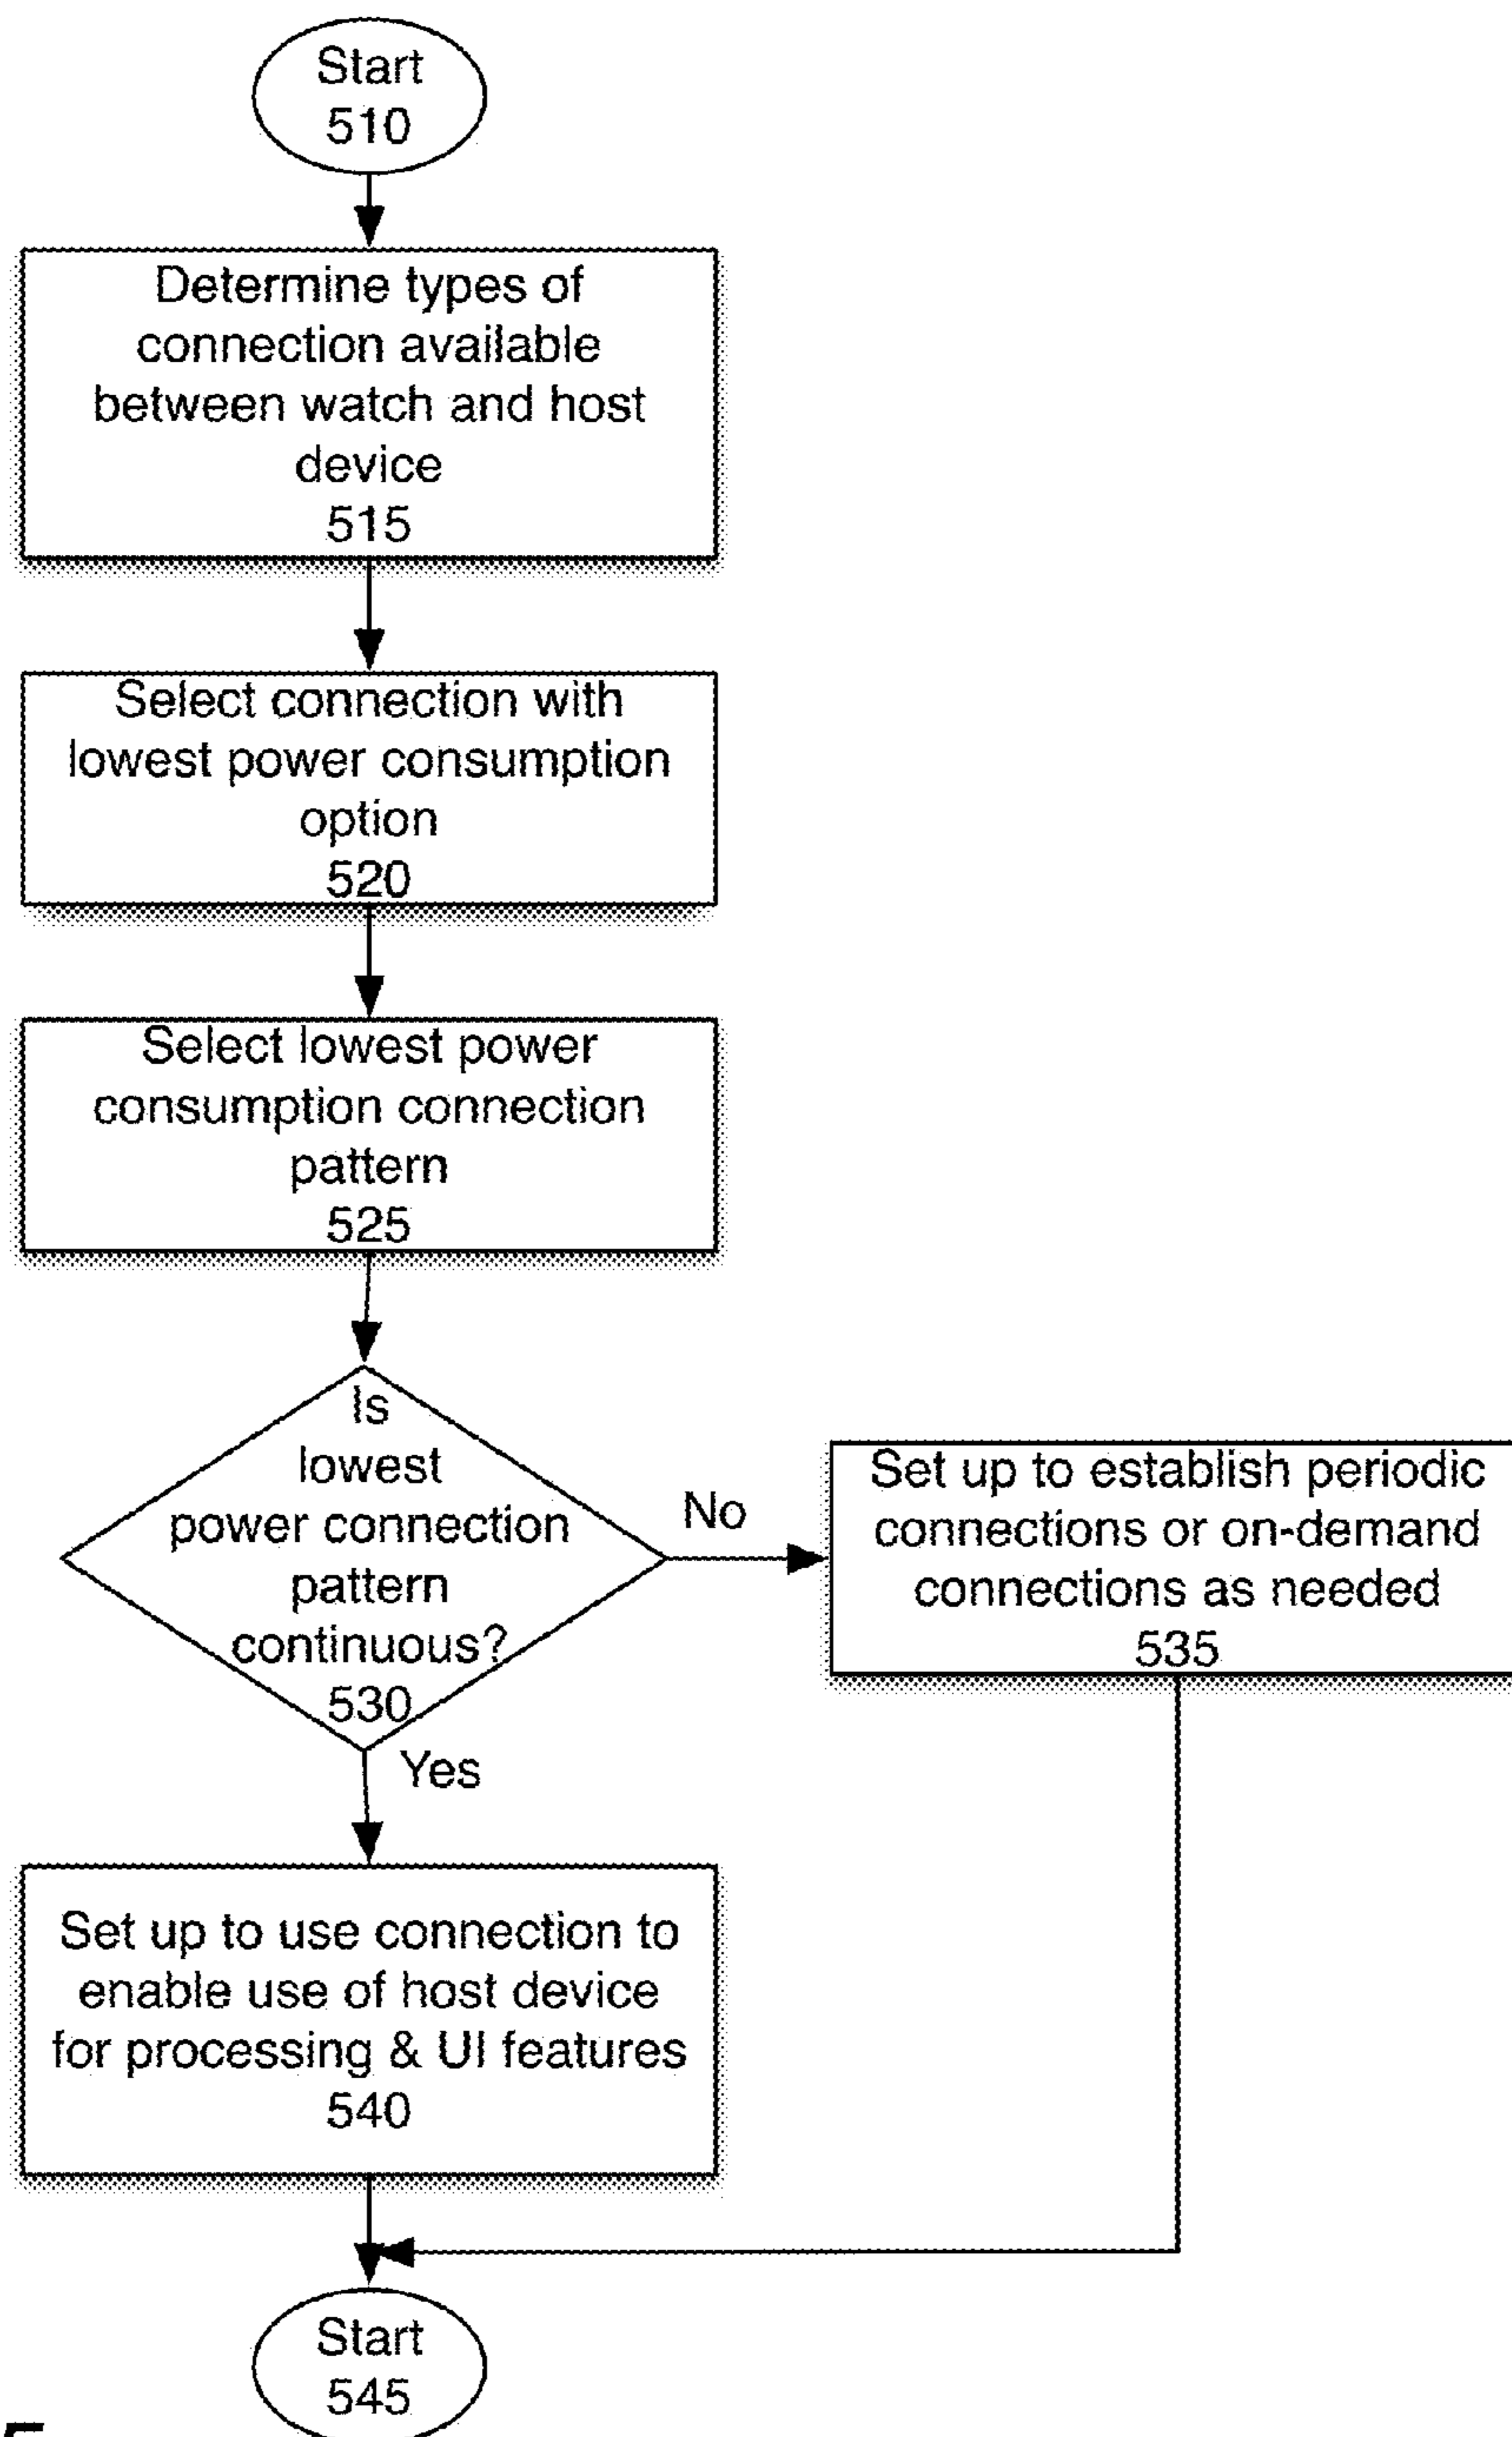 Start
510
Determine types of
connection available
between watch and host
device
515
Select connection with
lowest power consumption
option
520
Select lowest power
consumption connection
pattern
525
Is
lowest
power connection
pattern
continuous?
530
No
Set up to establish periodic
connections or on-demand
connections as needed
535
Yes
Set up to use connection to
enable use of host device
for processing & UI features
540
Start
545